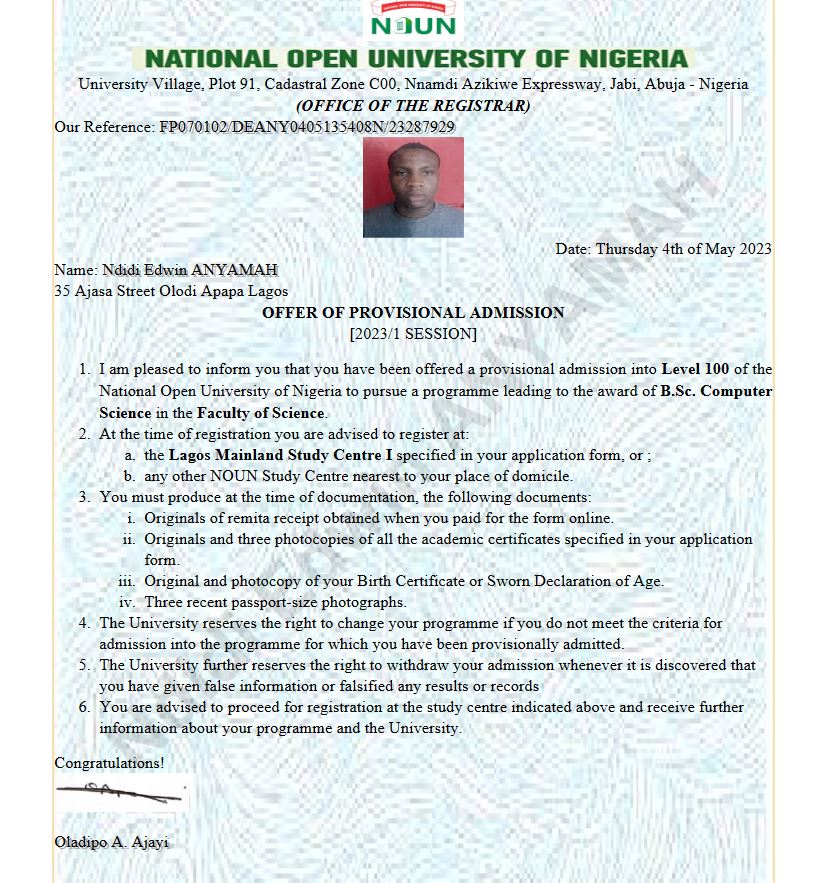 NOUN
NATIONAL OPEN UNIVERSITY OF NIGERIA
University Village, Plot 91, Cadastral Zone C00, Nnamdi Azikiwe Expressway, Jabi, Abuja - Nigeria
(OFFICE OF THE REGISTRAR)
Our Reference: FP070102/DEANY0405135408N/23287929
Date: Thursday 4th of May 2023
Name: Ndidi Edwin ANYAMAH
35 Ajasa Street Olodi Apapa Lagos
OFFER OF PROVISIONAL ADMISSION
[2023/1 SESSION]
1. I am pleased to inform you that you have been offered a provisional admission into Level 100 of the
National Open University of Nigeria to pursue a programme leading to the award of B.Sc. Computer
Science in the Faculty of Science.
2. At the time of registration you are advised to register at:
a. the Lagos Mainland Study Centre I specified in your application form, or ;
b. any other NOUN Study Centre nearest to your place of domicile.
3. You must produce at the time of documentation, the following documents:
i. Originals of remita receipt obtained when you paid for the form online.
ii. Originals and three photocopies of all the academic certificates specified in your application
form.
iii. Original and photocopy of your Birth Certificate or Sworn Declaration of Age.
iv. Three recent passport-size photographs.
4. The University reserves the right to change your programme if you do not meet the criteria for
admission into the programme for which you have been provisionally admitted.
5. The University further reserves the right to withdraw your admission whenever it is discovered that
you have given false information or falsified any results or records
6. You are advised to proceed for registration at the study centre indicated above and receive further
information about your programme and the University.
Congratulations!
Oladipo A. Ajayi
Ndidi Edwin ANYAMAH